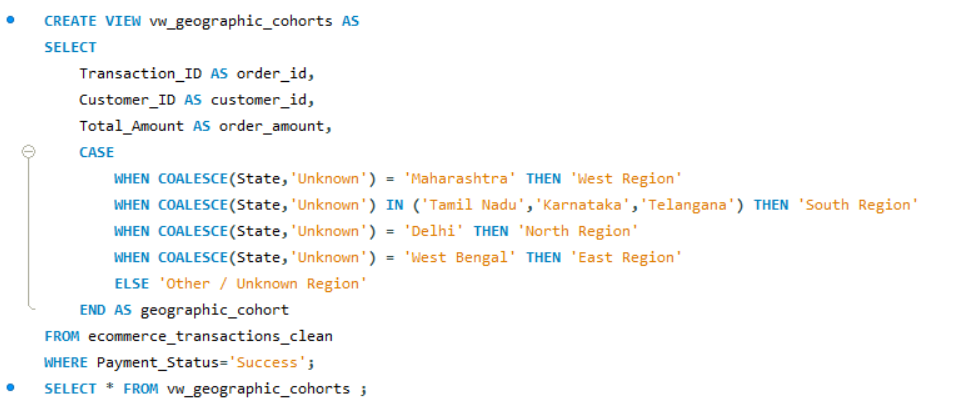 CREATE VIEW vw_geographic_cohorts AS
SELECT
Transaction_ID AS order_id,
Customer_ID AS customer_id,
Total_Amount AS order_amount,
CASE
WHEN COALESCE(State,'Unknown') = 'Maharashtra' THEN 'West Region'
WHEN COALESCE(State,'Unknown') IN ('Tamil Nadu','Karnataka','Telangana') THEN 'South Region'
WHEN COALESCE(State,'Unknown') = 'Delhi' THEN 'North Region'
WHEN COALESCE(State,'Unknown') = 'West Bengal' THEN 'East Region'
ELSE 'Other / Unknown Region'
END AS geographic_cohort
FROM ecommerce_transactions_clean
WHERE Payment_Status='Success';
SELECT * FROM vw_geographic_cohorts ;